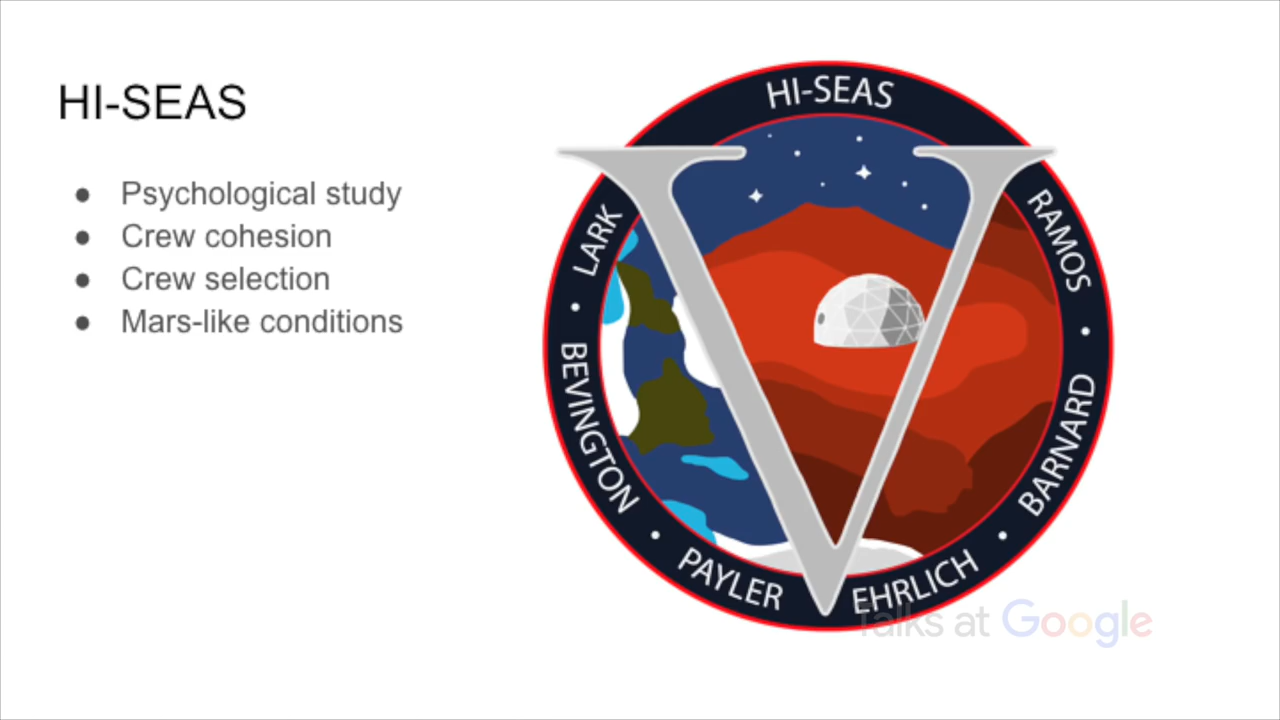 HI-SEAS
● Psychological study
● Crew cohesion
● Crew selection
● Mars-like conditions
HI-SEAS
V
LARK • BEVINGTON • PAYLER
EHRLICH • BARNARD • RAMOS
Talks at Google